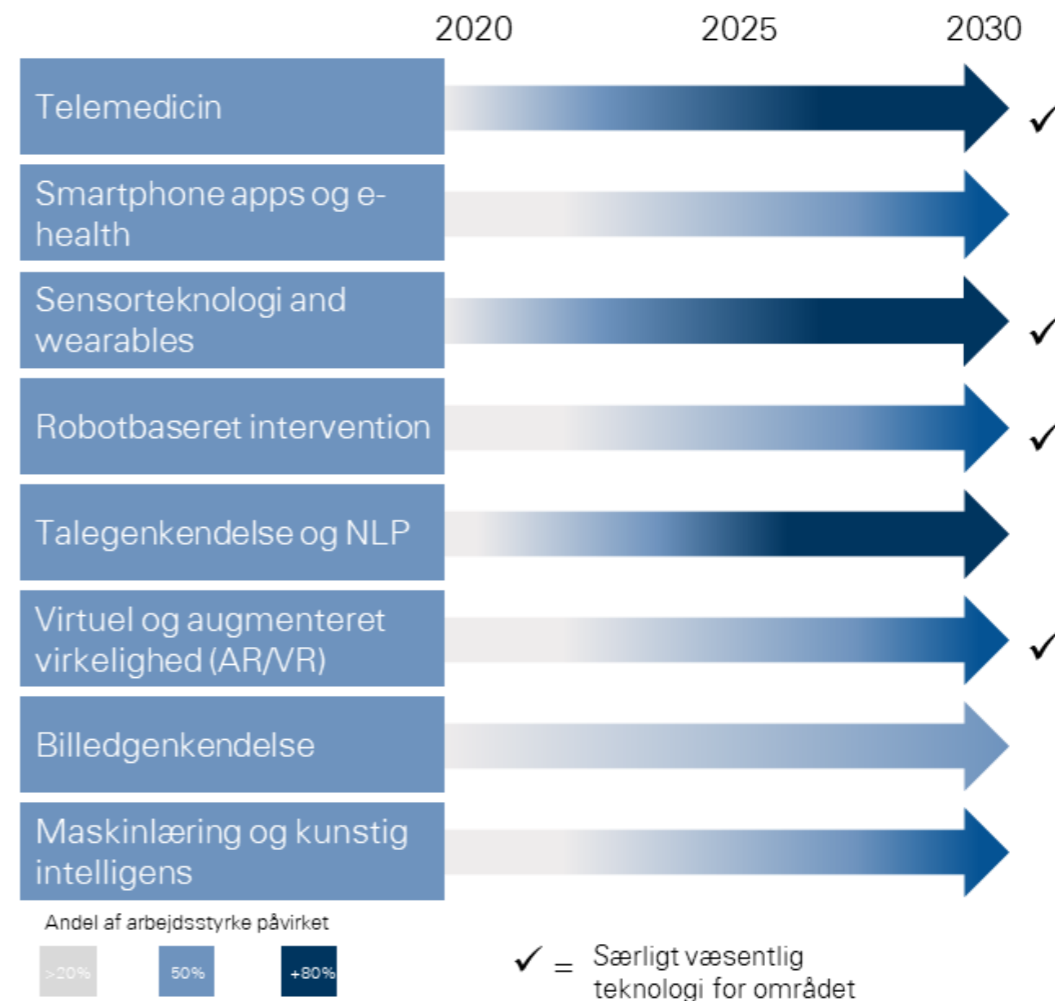 2020 2025 2030
Telemedicin
✓
Smartphone apps og e-
health
Sensorteknologi and
wearables
✓
Robotbaseret intervention
✓
Talegenkendelse og NLP
Virtuel og augmenteret
virkelighed (AR/VR)
✓
Billedgenkendelse
Maskinlæring og kunstig
intelligens
Andel af arbejdsstyrke påvirket
>20% 50% +80%
✓ = Særligt væsentlig
teknologi for området